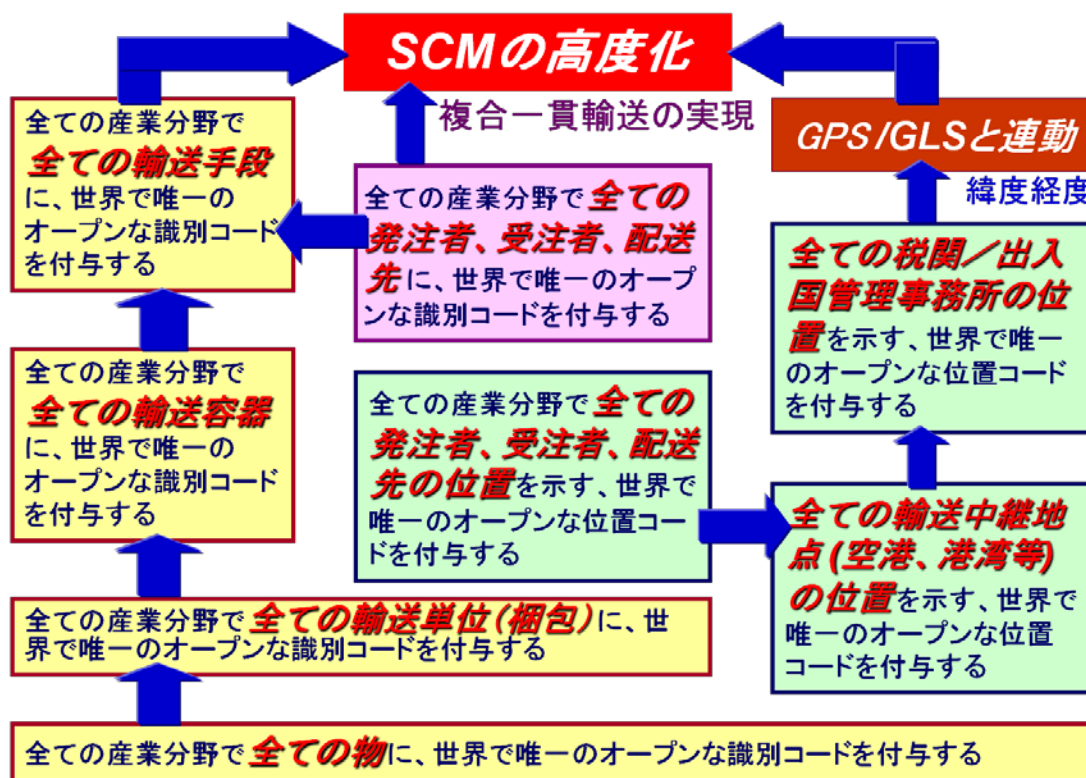 SCMの高度化
複合一貫輸送の実現
全ての産業分野で
全ての輸送手段
に、世界で唯一の
オープンな識別コード
を付与する
全ての産業分野で全ての
発注者、受注者、配送
先に、世界で唯一のオープ
ンな識別コードを付与する
GPS/GLSと連動
緯度経度
全ての税関／出入
国管理事務所の位
置を示す、世界で唯一
のオープンな位置コード
を付与する
全ての産業分野で
全ての輸送容器
に、世界で唯一の
オープンな識別コード
を付与する
全ての産業分野で全ての
発注者、受注者、配送
先の位置を示す、世界で
唯一のオープンな位置コー
ドを付与する
全ての輸送中継地
点(空港、港湾等)
の位置を示す、世界で
唯一のオープンな位置
コードを付与する
全ての産業分野で全ての輸送単位(梱包)に、世
界で唯一のオープンな識別コードを付与する
全ての産業分野で全ての物に、世界で唯一のオープンな識別コードを付与する